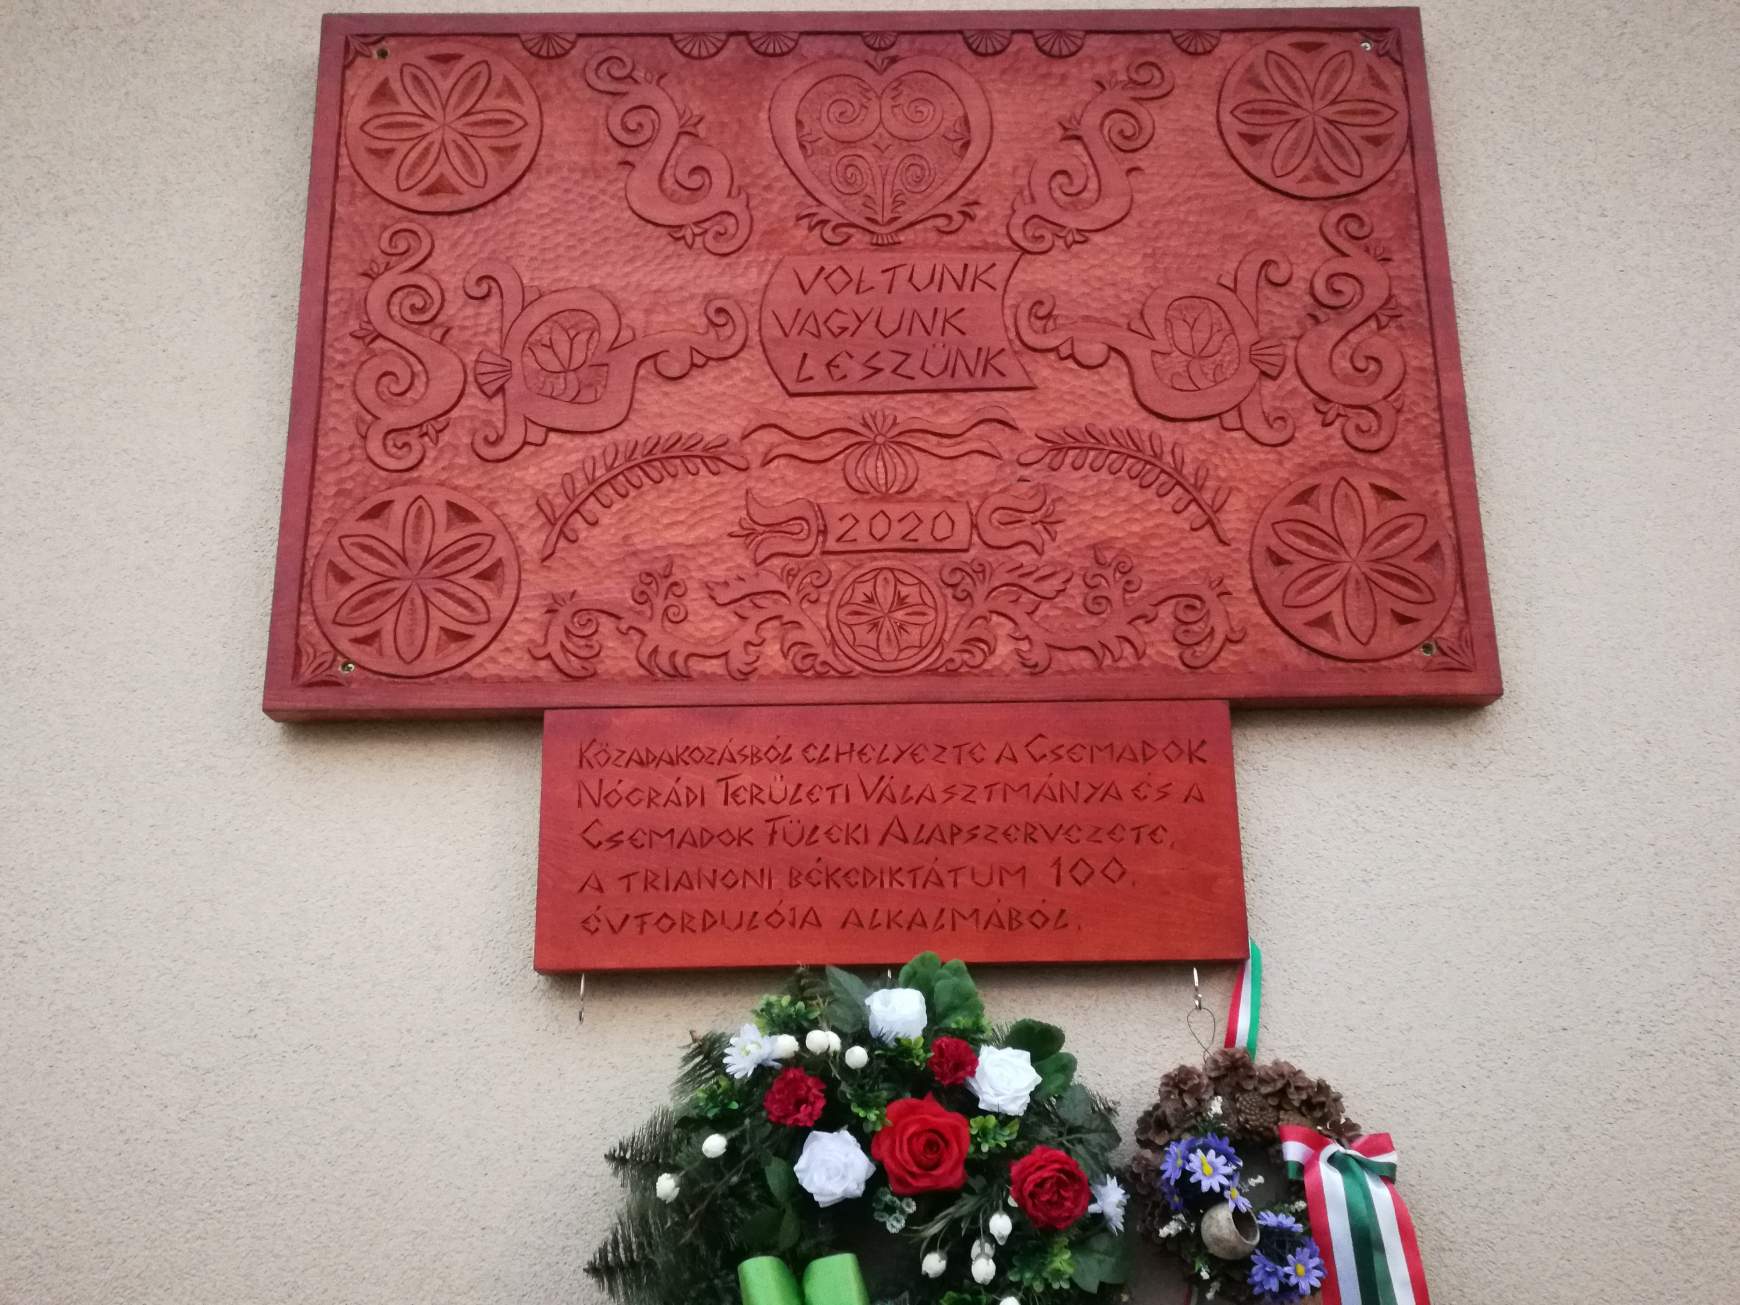 VOLTUNK
VAGYUNK
LESZÜNK
2020
KÖZADAKOZÁSBÓL ELHELYEZTE A CSEMADOK
NÓGRÁDI TERÜLETI VÁLASZTMÁNYA ÉS A
CSEMADOK FÜLEKI ALAPSZERVEZETE,
A TRIANONI BÉKEDIKTÁTUM 100.
ÉVFORDULÓJA ALKALMÁBÓL.